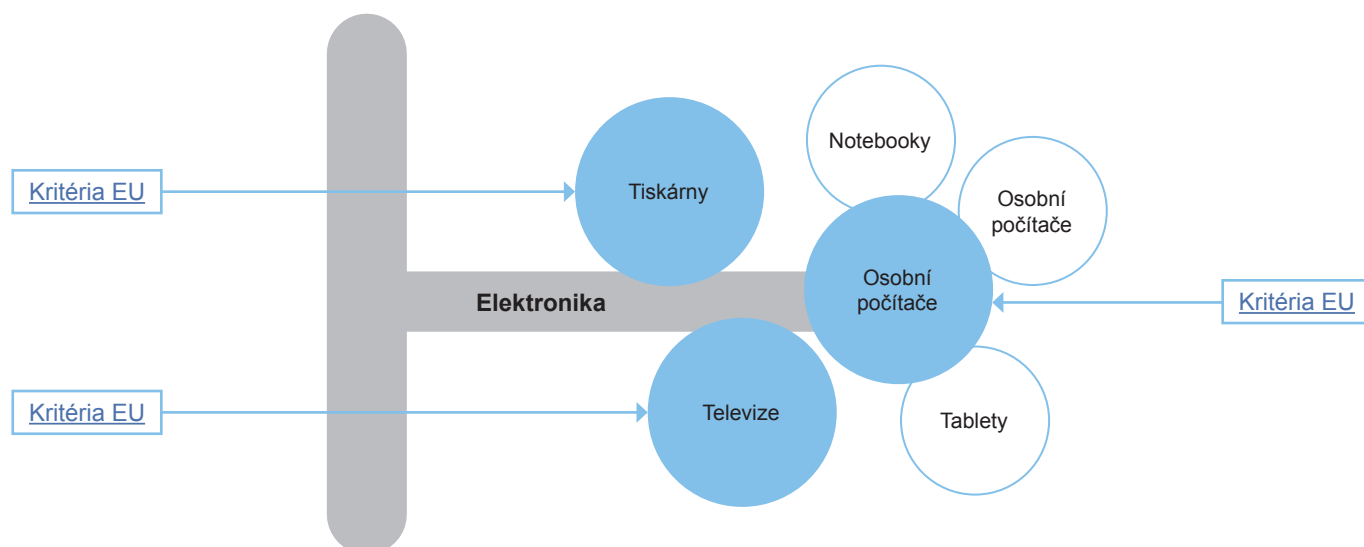 Notebooky
Kritéria EU
Tiskárny
Osobní
počítače
Osobní
počítače
Elektronika
Kritéria EU
Kritéria EU
Televize
Tablety